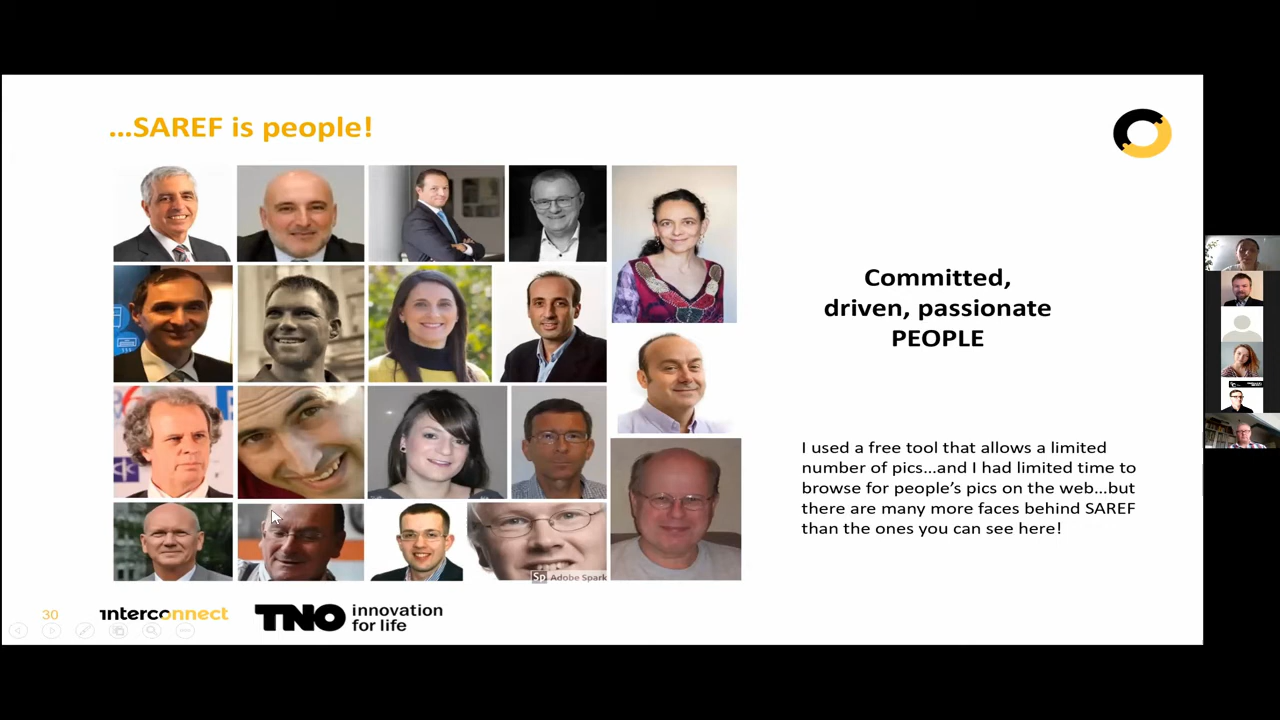 ...SAREF is people!
Committed,
driven, passionate
PEOPLE
I used a free tool that allows a limited
number of pics...and I had limited time to
browse for people's pics on the web...but
there are many more faces behind SAREF
than the ones you can see here!
Sp Adobe Spark
30
interconnect
TNO innovation
for life